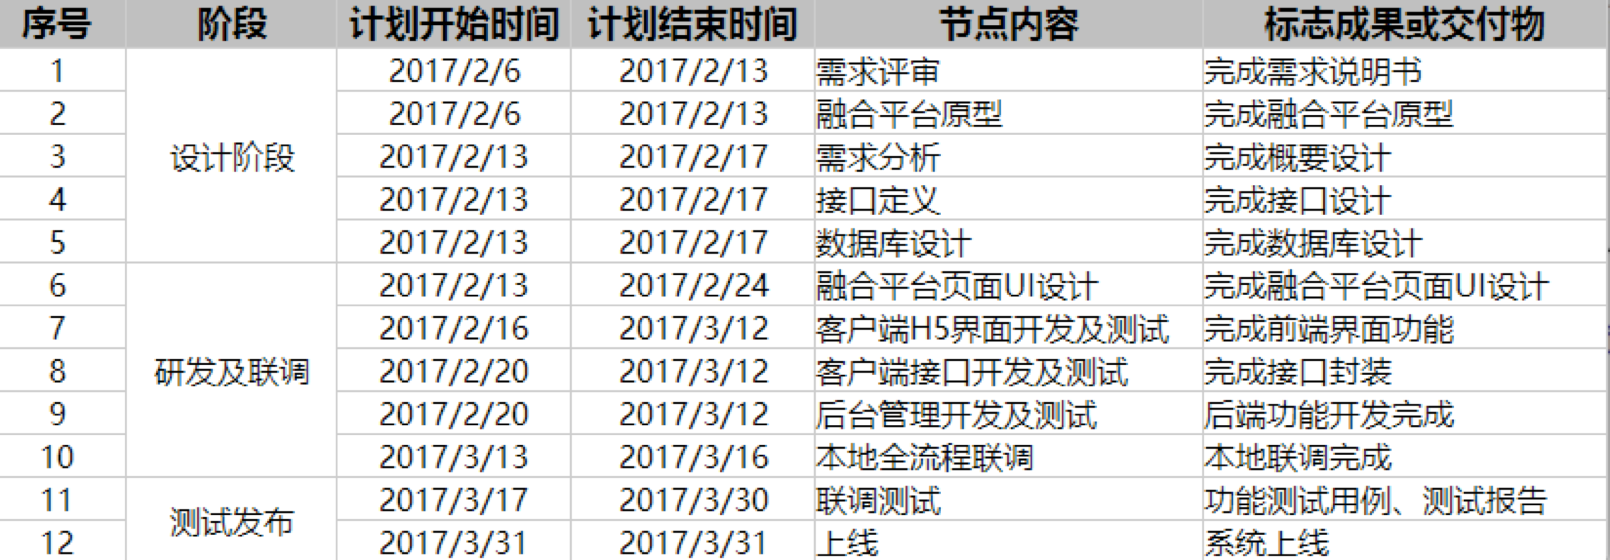 序号 阶段 计划开始时间 计划结束时间 节点内容 标志成果或交付物
1 设计阶段 2017/2/6 2017/2/13 需求评审 完成需求说明书
2 2017/2/6 2017/2/13 融合平台原型 完成融合平台原型
3 2017/2/13 2017/2/17 需求分析 完成概要设计
4 2017/2/13 2017/2/17 接口定义 完成接口设计
5 2017/2/13 2017/2/17 数据库设计 完成数据库设计
6 研发及联调 2017/2/13 2017/2/24 融合平台页面UI设计 完成融合平台页面UI设计
7 2017/2/16 2017/3/12 客户端H5界面开发及测试 完成前端界面功能
8 2017/2/20 2017/3/12 客户端接口开发及测试 完成接口封装
9 2017/2/20 2017/3/12 后台管理开发及测试 后端功能开发完成
10 2017/3/13 2017/3/16 本地全流程联调 本地联调完成
11 测试发布 2017/3/17 2017/3/30 联调测试 功能测试用例、测试报告
12 2017/3/31 2017/3/31 上线 系统上线